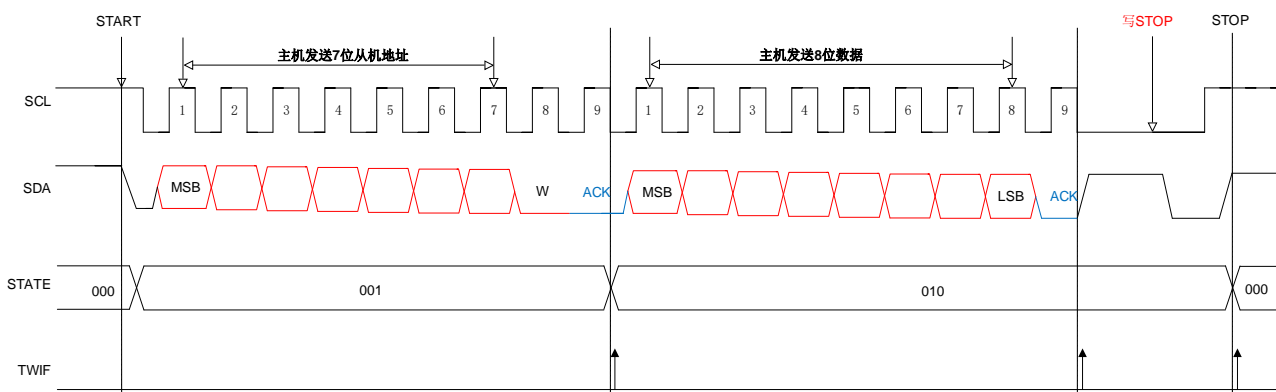 START
写STOP
STOP
主机发送7位从机地址
主机发送8位数据
SCL
1 2 3 4 5 6 7 8 9 1 2 3 4 5 6 7 8 9
SDA
MSB W ACK MSB LSB ACK
STATE
000 001 010 000
TWIF